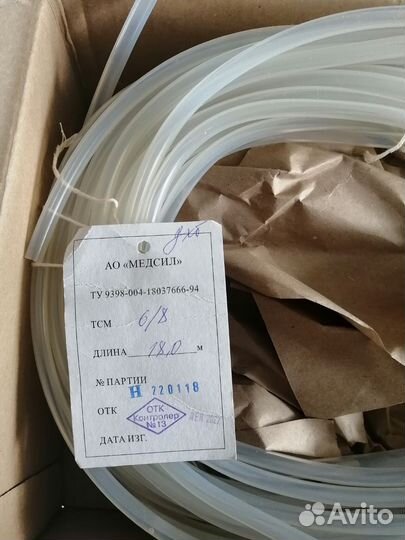 АО «МЕДСИЛ»
ТУ 9398-004-18037666-94
ТСМ 6/8
ДЛИНА 18,0 м
№ ПАРТИИ
Н 220118
ОТК
ОТК
Контролер
№13
ДАТА ИЗГ.
Avito